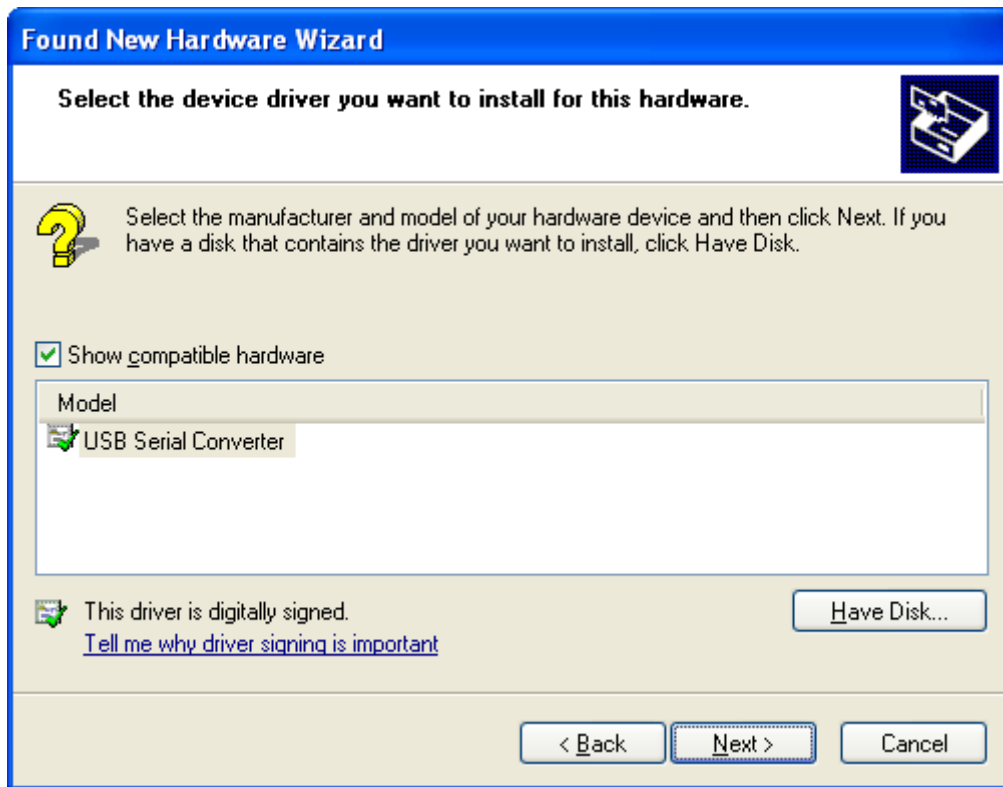 Found New Hardware Wizard
Select the device driver you want to install for this hardware.
Select the manufacturer and model of your hardware device and then click Next. If you
have a disk that contains the driver you want to install, click Have Disk.
Show compatible hardware
Model
USB Serial Converter
This driver is digitally signed.
Have Disk...
Tell me why driver signing is important
< Back
Next >
Cancel